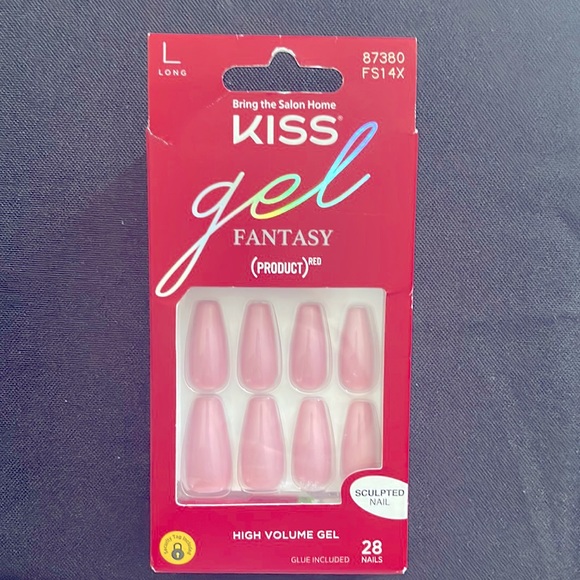 L
LONG
87380
FS14X
Bring the Salon Home
KISS®
gel
FANTASY
(PRODUCT)RED
SCULPTED
NAIL
HIGH VOLUME GEL
GLUE INCLUDED
28
NAILS